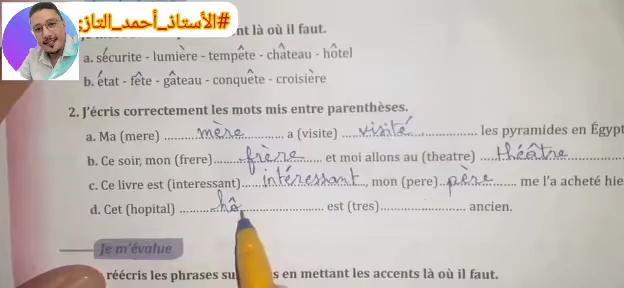 #الأستاذ_أحمد_التازي
nt là où il faut.
a. sécurite - lumière - tempête - château - hôtel
b. état - fête - gâteau - conquête - croisière
2. J'écris correctement les mots mis entre parenthèses.
a. Ma (mere) ...... mère ...... a (visite) ...... visité ...... les pyramides en Égypt
b. Ce soir, mon (frere) ...... frère ...... et moi allons au (theatre) ...... théâtre ......
c. Ce livre est (interessant) ...... intéressant ......, mon (pere) ...... père ...... me l'a acheté hie
d. Cet (hopital) ...... hô ...... est (tres) ...... ancien.
Je m'évalue
réécris les phrases su s en mettant les accents là où il faut.